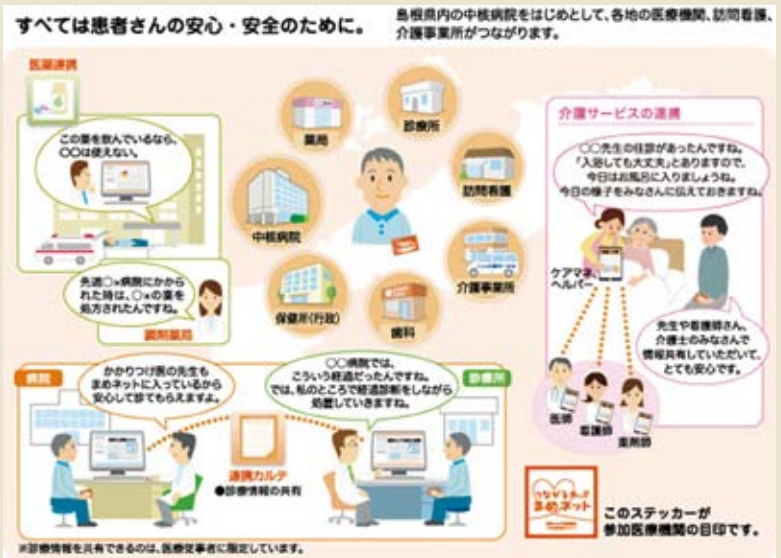 すべては患者さんの安心・安全のために。
島根県内の中核病院をはじめとして、各地の医療機関、訪問看護、
介護事業所がつながります。
医薬連携
この薬を飲んでいるなら、
〇〇は使えない。
先週○×病院にかから
れた時は、○×の薬を
処方されたんですね。
調剤薬局
薬局
診療所
中核病院
訪問看護
介護事業所
保健所(行政)
歯科
介護サービスの連携
〇〇先生の往診があったんですね。
「入浴しても大丈夫」とありますので、
今日はお風呂に入りましょうね。
今日の様子をみなさんに伝えておきますね。
ケアマネ、
ヘルパー
先生や看護師さん、
介護士のみなさんで
情報共有していただいて、
とても安心です。
医師
看護師
薬剤師
病院
かかりつけ医の先生も
まめネットに入っているから
安心して診てもらえますよ。
〇〇病院では、
こういう経過だったんですね。
では、私のところで経過診断をしながら
処置していきますね。
診療所
連携カルテ
●診療情報の共有
つながるネット
まめネット
このステッカーが
参加医療機関の目印です。
※診療情報を共有できるのは、医療従事者に限定しています。